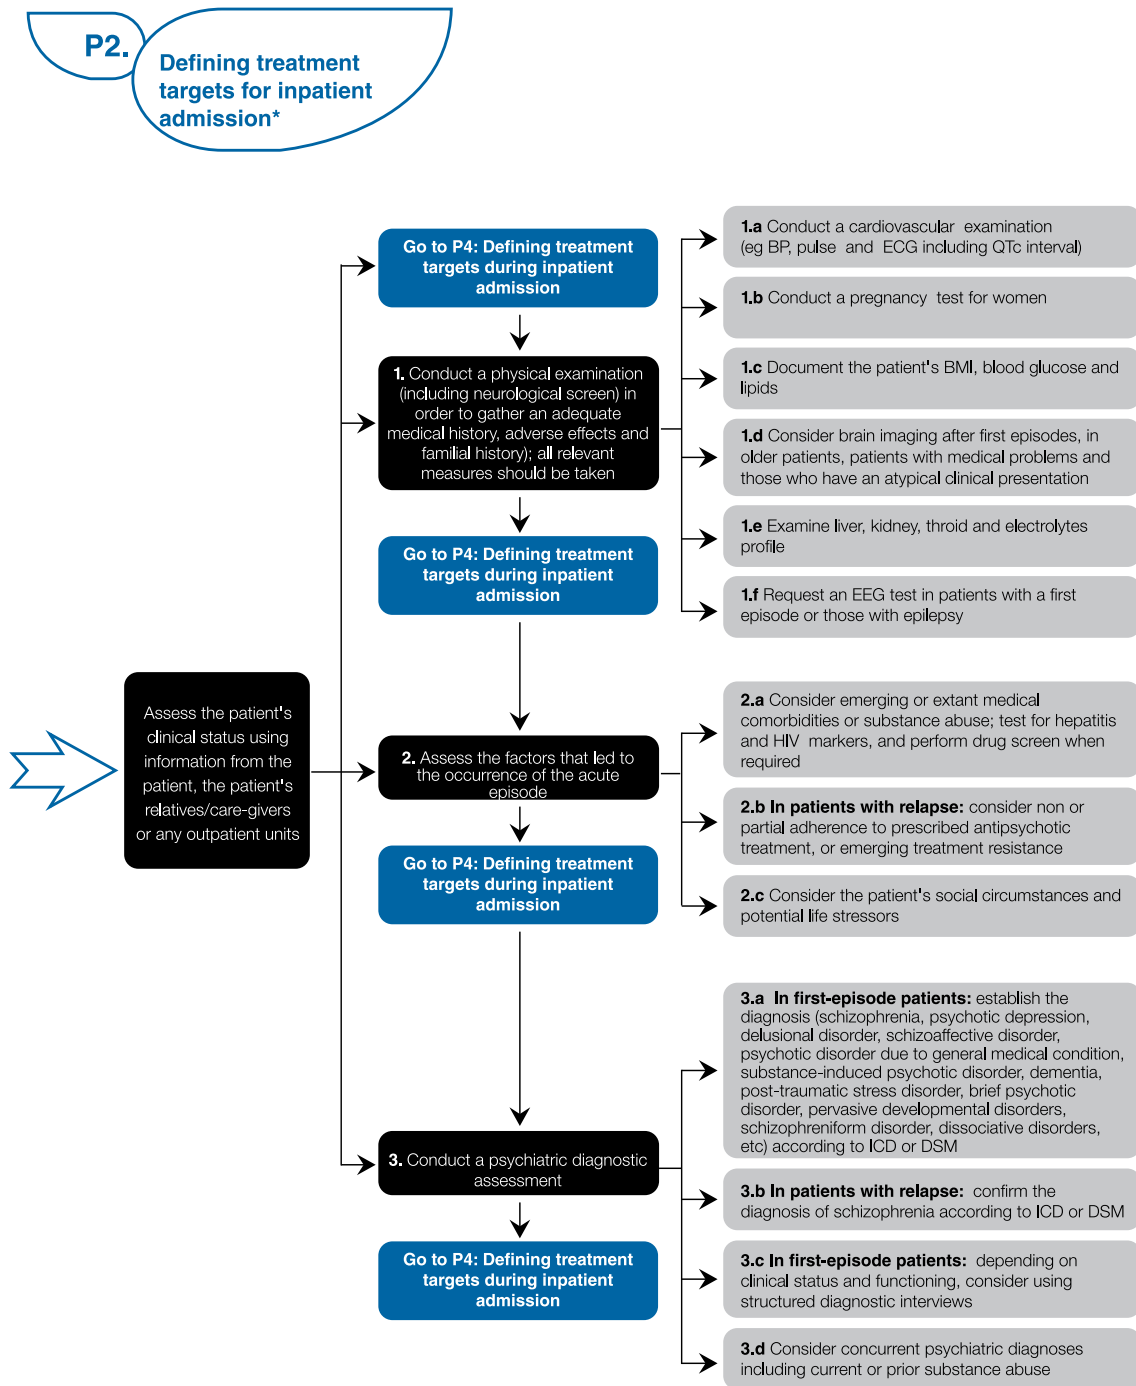 P2.
Defining treatment
targets for inpatient
admission*
Assess the patient's
clinical status using
information from the
patient, the patient's
relatives/care-givers
or any outpatient units
Go to P4: Defining treatment
targets during inpatient
admission
1. Conduct a physical examination
(including neurological screen) in
order to gather an adequate
medical history, adverse effects and
familial history); all relevant
measures should be taken
Go to P4: Defining treatment
targets during inpatient
admission
2. Assess the factors that led to
the occurrence of the acute
episode
Go to P4: Defining treatment
targets during inpatient
admission
3. Conduct a psychiatric diagnostic
assessment
Go to P4: Defining treatment
targets during inpatient
admission
1.a Conduct a cardiovascular examination
(eg BP, pulse and ECG including QTc interval)
1.b Conduct a pregnancy test for women
1.c Document the patient's BMI, blood glucose and
lipids
1.d Consider brain imaging after first episodes, in
older patients, patients with medical problems and
those who have an atypical clinical presentation
1.e Examine liver, kidney, throid and electrolytes
profile
1.f Request an EEG test in patients with a first
episode or those with epilepsy
2.a Consider emerging or extant medical
comorbidities or substance abuse; test for hepatitis
and HIV markers, and perform drug screen when
required
2.b In patients with relapse: consider non or
partial adherence to prescribed antipsychotic
treatment, or emerging treatment resistance
2.c Consider the patient's social circumstances and
potential life stressors
3.a In first-episode patients: establish the
diagnosis (schizophrenia, psychotic depression,
delusional disorder, schizoaffective disorder,
psychotic disorder due to general medical condition,
substance-induced psychotic disorder, dementia,
post-traumatic stress disorder, brief psychotic
disorder, pervasive developmental disorders,
schizophreniform disorder, dissociative disorders,
etc) according to ICD or DSM
3.b In patients with relapse: confirm the
diagnosis of schizophrenia according to ICD or DSM
3.c In first-episode patients: depending on
clinical status and functioning, consider using
structured diagnostic interviews
3.d Consider concurrent psychiatric diagnoses
including current or prior substance abuse